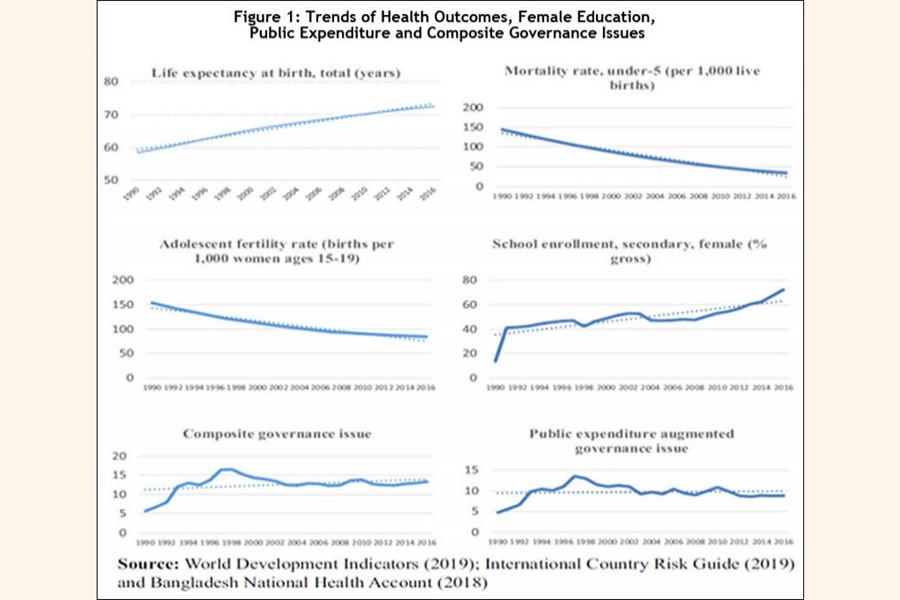 Figure 1: Trends of Health Outcomes, Female Education,
Public Expenditure and Composite Governance Issues
Life expectancy at birth, total (years)
80
70
60
50
1990 1992 1994 1996 1998 2000 2002 2004 2006 2008 2010 2012 2014 2016
Mortality rate, under-5 (per 1,000 live
births)
200
150
100
50
0
1990 1992 1994 1996 1998 2000 2002 2004 2006 2008 2010 2012 2014 2016
Adolescent fertility rate (births per
1,000 women ages 15-19)
200
150
100
50
0
1990 1992 1994 1996 1998 2000 2002 2004 2006 2008 2010 2012 2014 2016
School enrollment, secondary, female (%
gross)
80
60
40
20
0
1990 1992 1994 1996 1998 2000 2002 2004 2006 2008 2010 2012 2014 2016
Composite governance issue
20
15
10
5
0
1990 1992 1994 1996 1998 2000 2002 2004 2006 2008 2010 2012 2014 2016
Public expenditure augmented
governance issue
15
10
5
0
1990 1992 1994 1996 1998 2000 2002 2004 2006 2008 2010 2012 2014 2016
Source: World Development Indicators (2019); International Country Risk Guide (2019)
and Bangladesh National Health Account (2018)